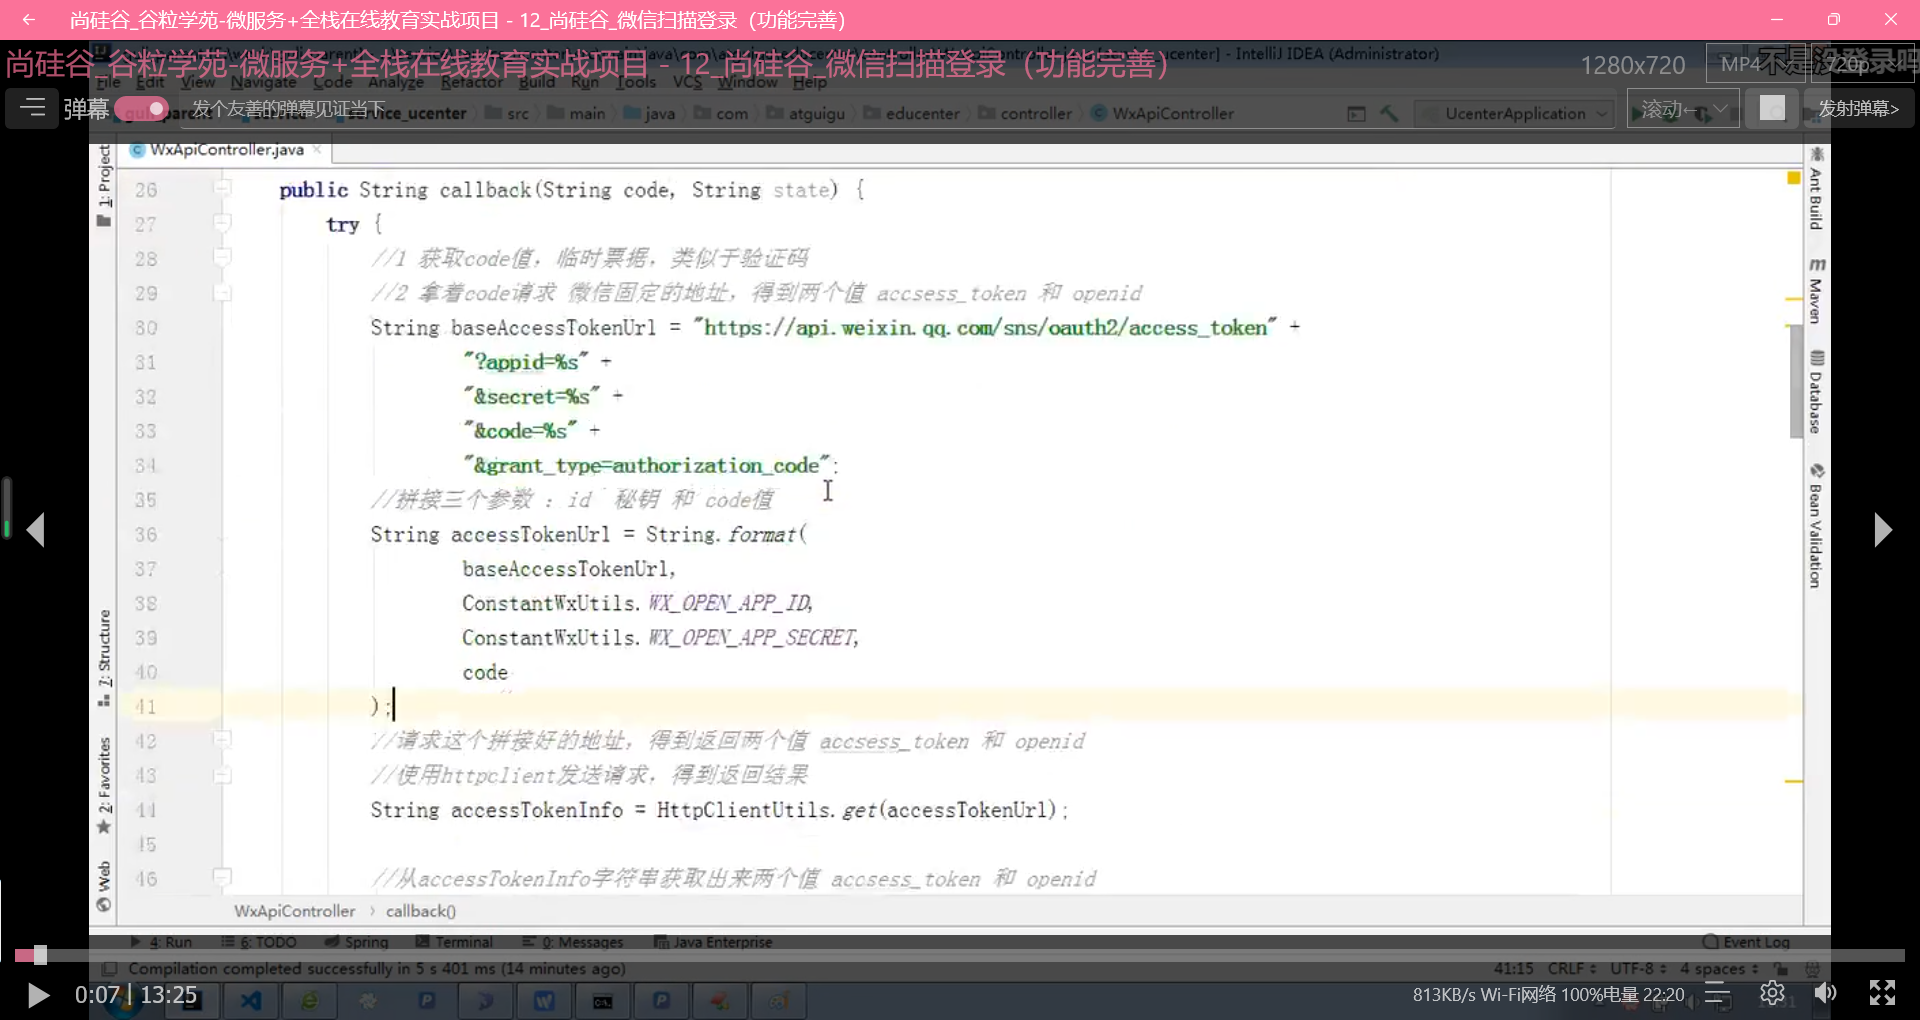 尚硅谷_谷粒学苑-微服务+全栈在线教育实战项目 - 12_尚硅谷_微信扫描登录（功能完善）
尚硅谷_谷粒学苑-微服务+全栈在线教育实战项目 - 12_尚硅谷_微信扫描登录（功能完善）
IntelliJ IDEA (Administrator)
1280x720
MP4
720p
File Edit View Navigate Code Analyze Refactor Build Run Tools VCS Window Help
弹幕
发个友善的弹幕见证当下
service_ucenter
src
main
java
com
atguigu
educenter
controller
WxApiController
UcenterApplication
滚动
发射弹幕>
WxApiController.java
1: Project
7: Structure
2: Favorites
Web
Ant Build
Maven
Database
Bean Validation
26 public String callback(String code, String state) {
27 try {
28 //1 获取code值，临时票据，类似于验证码
29 //2 拿着code请求 微信固定的地址，得到两个值 accsess_token 和 openid
30 String baseAccessTokenUrl = "https://api.weixin.qq.com/sns/oauth2/access_token" +
31 "?appid=%s" +
32 "&secret=%s" +
33 "&code=%s" +
34 "&grant_type=authorization_code";
35 //拼接三个参数 ：id 秘钥 和 code值
36 String accessTokenUrl = String.format(
37 baseAccessTokenUrl,
38 ConstantWxUtils.WX_OPEN_APP_ID,
39 ConstantWxUtils.WX_OPEN_APP_SECRET,
40 code
41 );
42 //请求这个拼接好的地址，得到返回两个值 accsess_token 和 openid
43 //使用httpclient发送请求，得到返回结果
44 String accessTokenInfo = HttpClientUtils.get(accessTokenUrl);
45
46 //从accessTokenInfo字符串获取出来两个值 accsess_token 和 openid
WxApiController > callback()
4: Run 6: TODO Spring Terminal 0: Messages Java Enterprise Event Log
Compilation completed successfully in 5 s 401 ms (14 minutes ago) 41:15 CRLF UTF-8 4 spaces
0:07 | 13:25
813KB/s Wi-Fi网络 100%电量 22:20